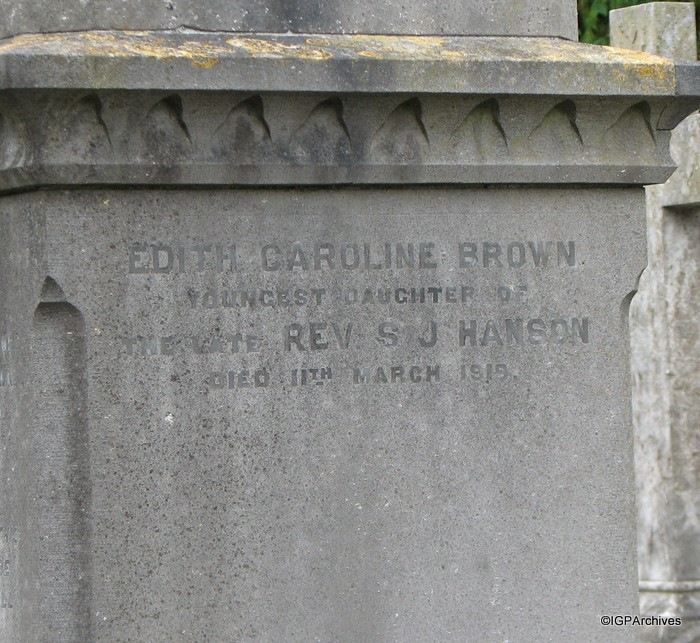 EDITH CAROLINE BROWN
YOUNGEST DAUGHTER OF
THE LATE REV. S J HANSON
DIED 11TH MARCH 1915.
©IGPArchives